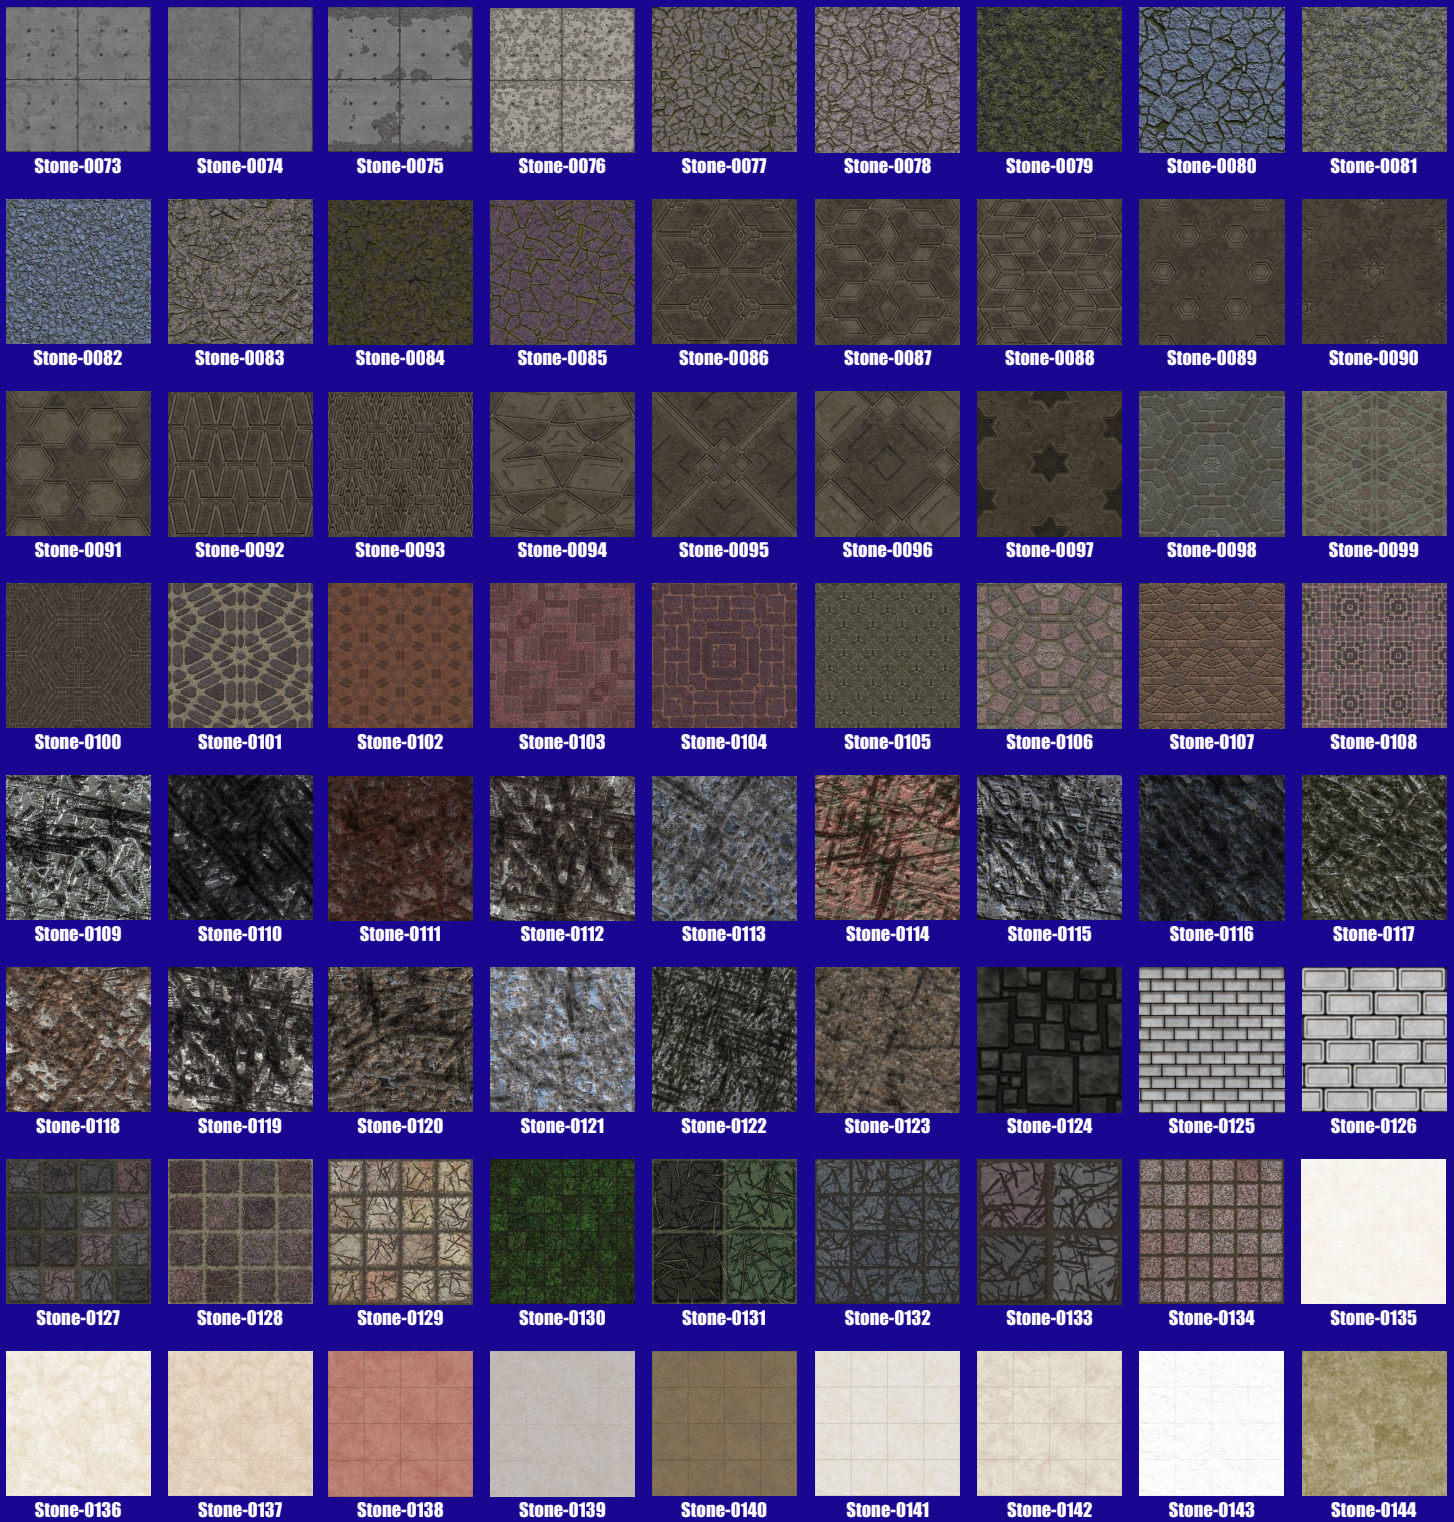 Stone-0073 Stone-0074 Stone-0075 Stone-0076 Stone-0077 Stone-0078 Stone-0079 Stone-0080 Stone-0081
Stone-0082 Stone-0083 Stone-0084 Stone-0085 Stone-0086 Stone-0087 Stone-0088 Stone-0089 Stone-0090
Stone-0091 Stone-0092 Stone-0093 Stone-0094 Stone-0095 Stone-0096 Stone-0097 Stone-0098 Stone-0099
Stone-0100 Stone-0101 Stone-0102 Stone-0103 Stone-0104 Stone-0105 Stone-0106 Stone-0107 Stone-0108
Stone-0109 Stone-0110 Stone-0111 Stone-0112 Stone-0113 Stone-0114 Stone-0115 Stone-0116 Stone-0117
Stone-0118 Stone-0119 Stone-0120 Stone-0121 Stone-0122 Stone-0123 Stone-0124 Stone-0125 Stone-0126
Stone-0127 Stone-0128 Stone-0129 Stone-0130 Stone-0131 Stone-0132 Stone-0133 Stone-0134 Stone-0135
Stone-0136 Stone-0137 Stone-0138 Stone-0139 Stone-0140 Stone-0141 Stone-0142 Stone-0143 Stone-0144